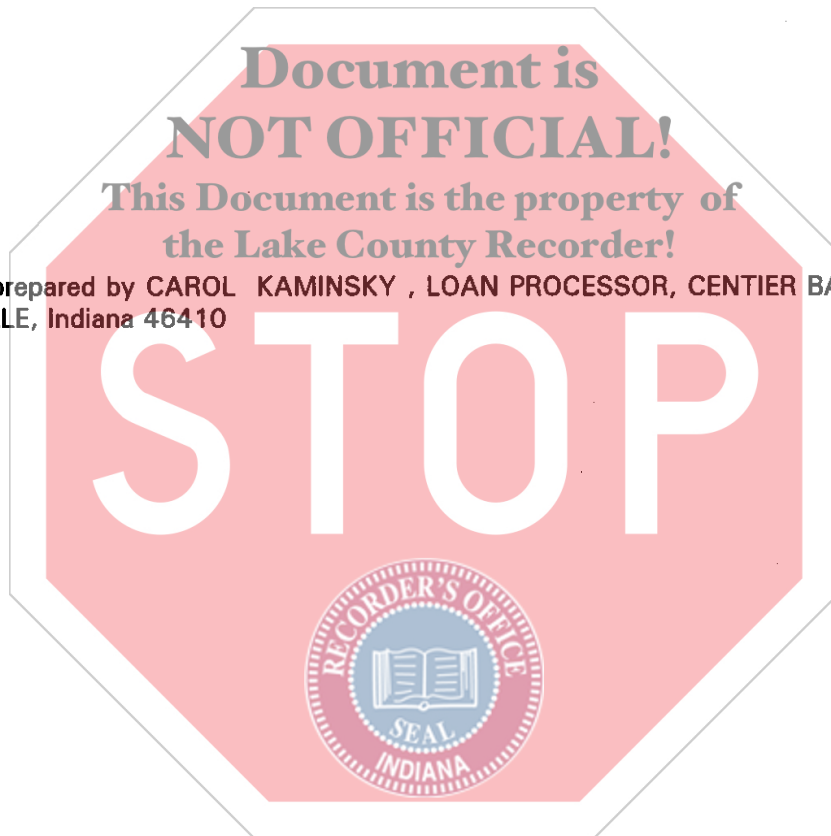 Document is
NOT OFFICIAL!
This Document is the property of
the Lake County Recorder!
prepared by CAROL KAMINSKY , LOAN PROCESSOR, CENTIER BA
LE, Indiana 46410
STOP
RECORDER'S OFFICE
SEAL
INDIANA